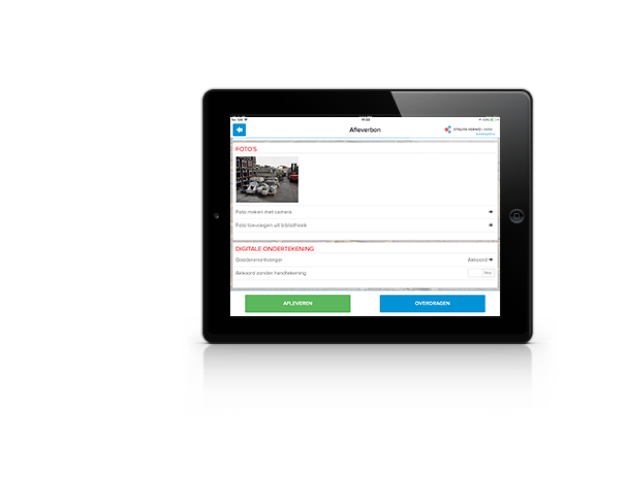 Afleverbon
FOTO'S
Foto maken met camera
Foto toevoegen uit bibliotheek
DIGITALE ONDERTEKENING
Goederenontvanger
Akkoord
Akkoord zonder handtekening
Nee
AFLEVEREN
OVERDRAGEN